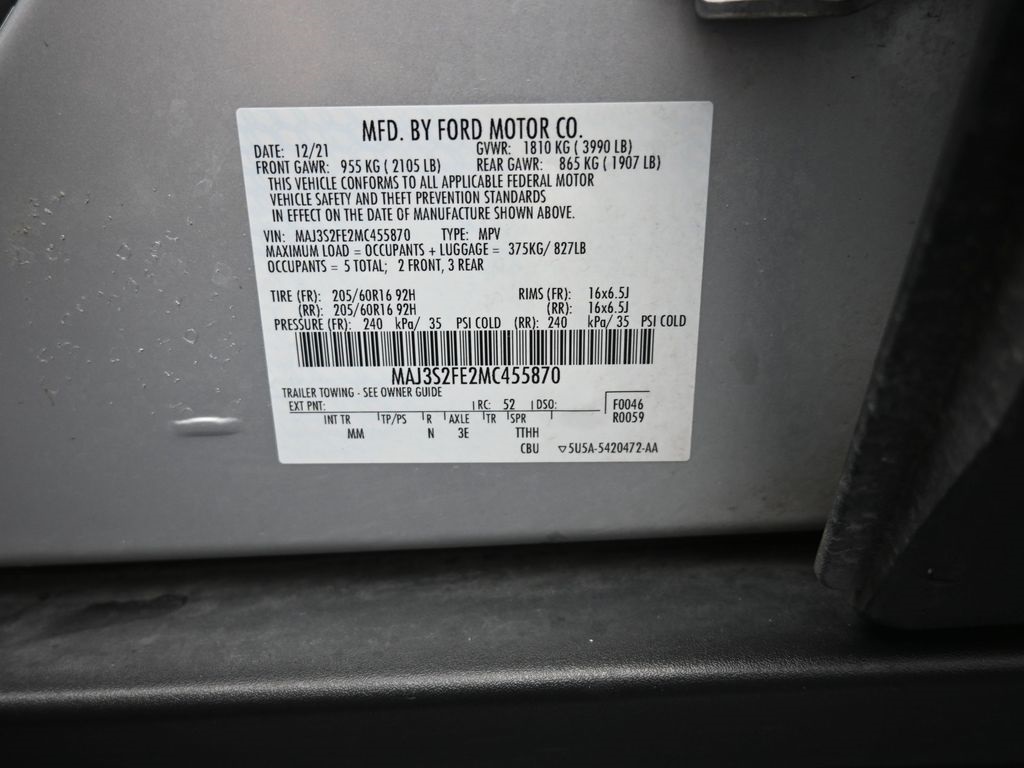 MFD. BY FORD MOTOR CO.
DATE: 12/21 GVWR: 1810 KG ( 3990 LB)
FRONT GAWR: 955 KG ( 2105 LB) REAR GAWR: 865 KG ( 1907 LB)
THIS VEHICLE CONFORMS TO ALL APPLICABLE FEDERAL MOTOR
VEHICLE SAFETY AND THEFT PREVENTION STANDARDS
IN EFFECT ON THE DATE OF MANUFACTURE SHOWN ABOVE.
VIN: MAJ3S2FE2MC455870 TYPE: MPV
MAXIMUM LOAD = OCCUPANTS + LUGGAGE = 375KG/ 827LB
OCCUPANTS = 5 TOTAL; 2 FRONT, 3 REAR
TIRE (FR): 205/60R16 92H RIMS (FR): 16x6.5J
(RR): 205/60R16 92H (RR): 16x6.5J
PRESSURE (FR): 240 kPa/ 35 PSI COLD (RR): 240 kPa/ 35 PSI COLD
MAJ3S2FE2MC455870
TRAILER TOWING - SEE OWNER GUIDE
EXT PNT: RC: 52 DSO: F0046
INT TR TP/PS R AXLE TR SPR R0059
MM N 3E TTHH
CBU ▽5U5A-5420472-AA